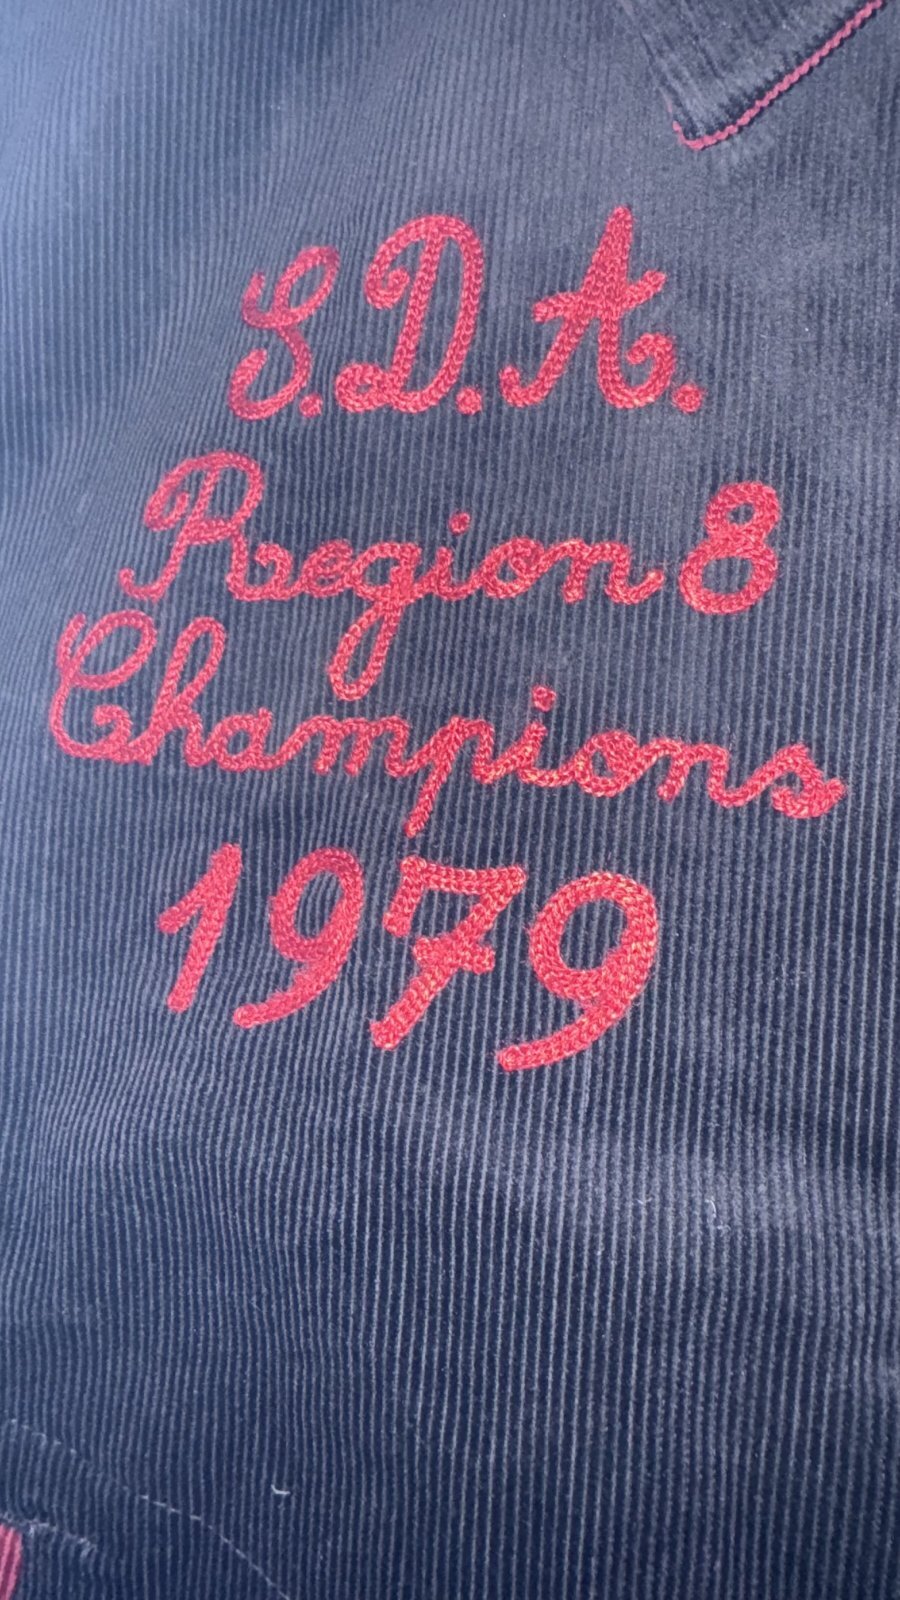 S.D.A.
Region 8
Champions
1979